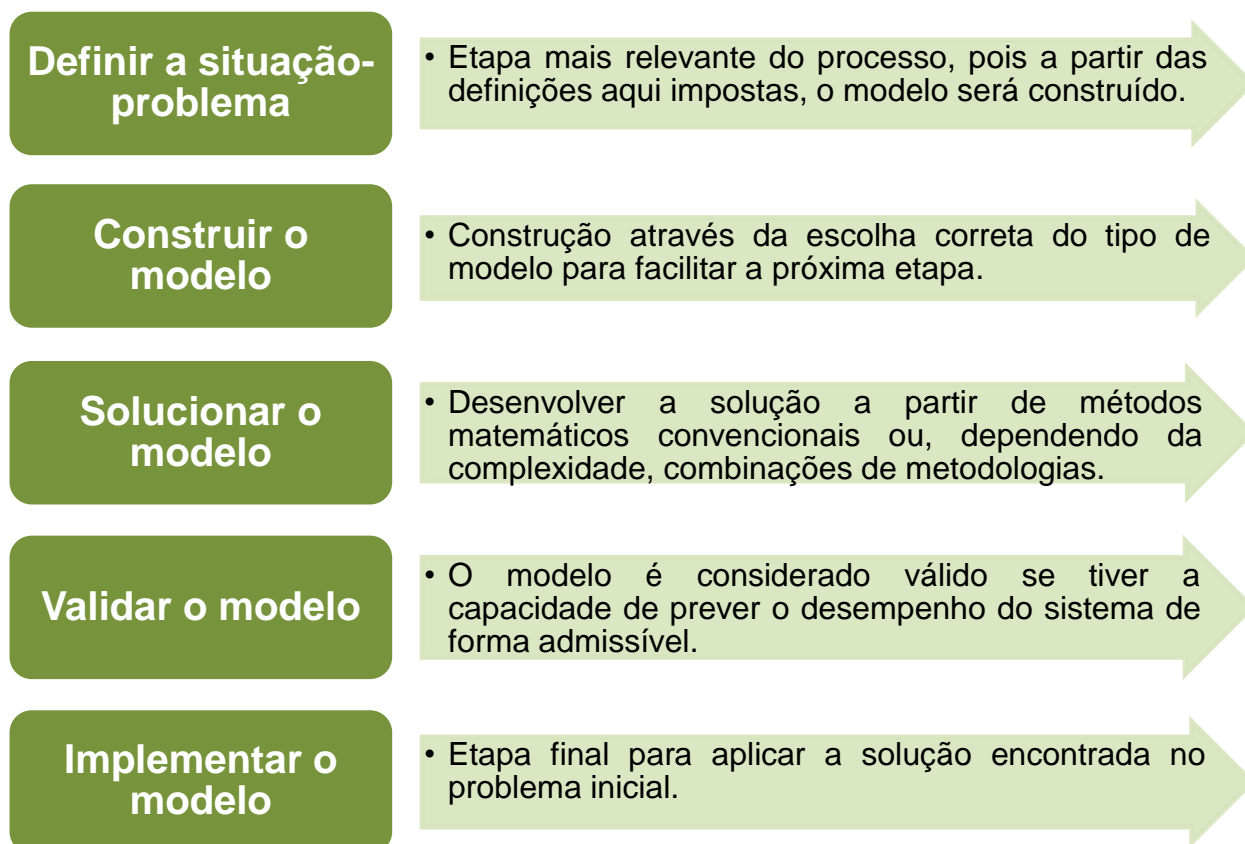 Definir a situação-
problema
• Etapa mais relevante do processo, pois a partir das
definições aqui impostas, o modelo será construído.
Construir o
modelo
• Construção através da escolha correta do tipo de
modelo para facilitar a próxima etapa.
Solucionar o
modelo
• Desenvolver a solução a partir de métodos
matemáticos convencionais ou, dependendo da
complexidade, combinações de metodologias.
Validar o modelo
• O modelo é considerado válido se tiver a
capacidade de prever o desempenho do sistema de
forma admissível.
Implementar o
modelo
• Etapa final para aplicar a solução encontrada no
problema inicial.